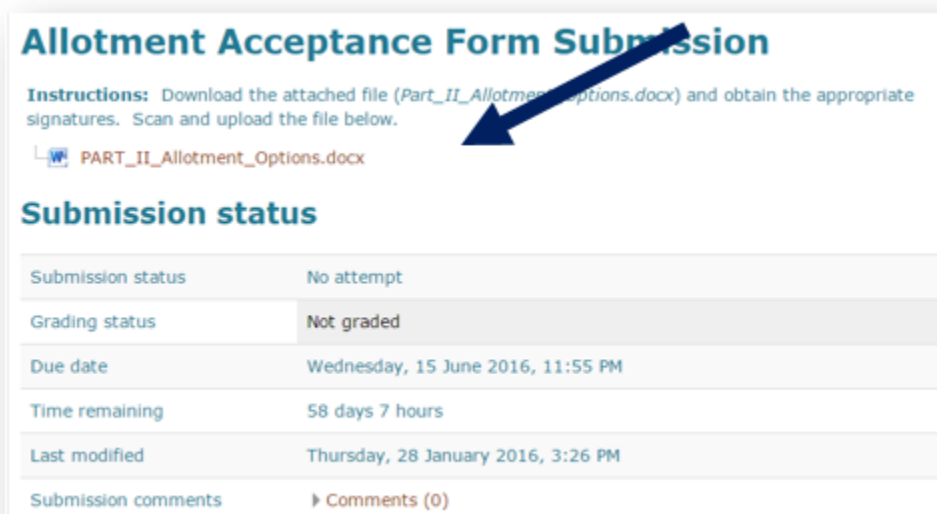 Allotment Acceptance Form Submission
Instructions: Download the attached file (Part_II_Allotment_Options.docx) and obtain the appropriate
signatures. Scan and upload the file below.
PART_II_Allotment_Options.docx
Submission status
Submission status No attempt
Grading status Not graded
Due date Wednesday, 15 June 2016, 11:55 PM
Time remaining 58 days 7 hours
Last modified Thursday, 28 January 2016, 3:26 PM
Submission comments Comments (0)